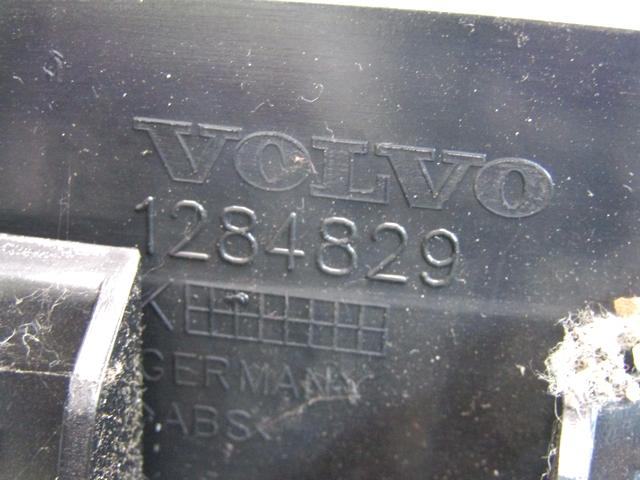 VOLVO
1284829
K
GERMANY
>ABS<